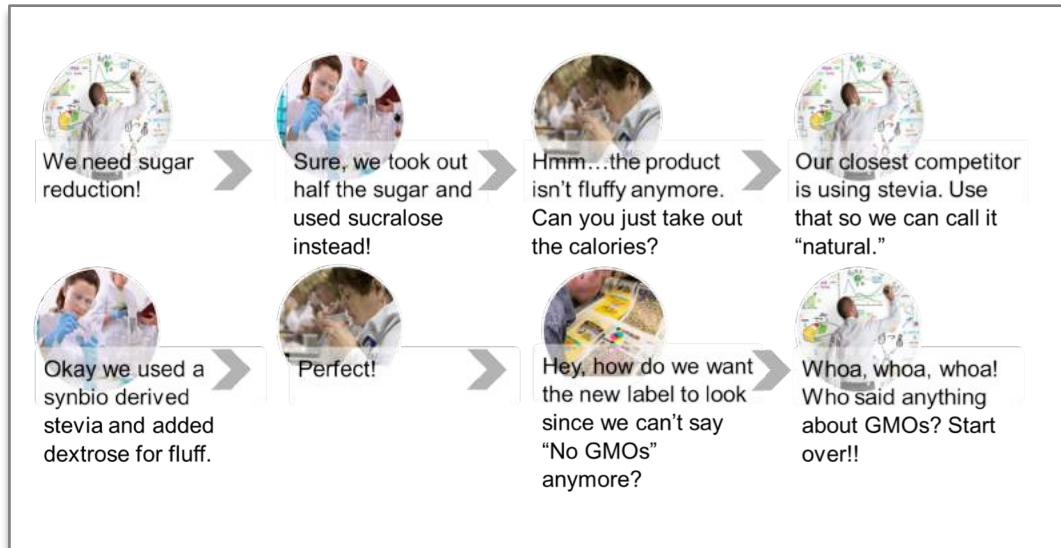 We need sugar
reduction!
Sure, we took out
half the sugar and
used sucralose
instead!
Hmm…the product
isn’t fluffy anymore.
Can you just take out
the calories?
Our closest competitor
is using stevia. Use
that so we can call it
“natural.”
Okay we used a
synbio derived
stevia and added
dextrose for fluff.
Perfect!
Hey, how do we want
the new label to look
since we can’t say
“No GMOs”
anymore?
Whoa, whoa, whoa!
Who said anything
about GMOs? Start
over!!